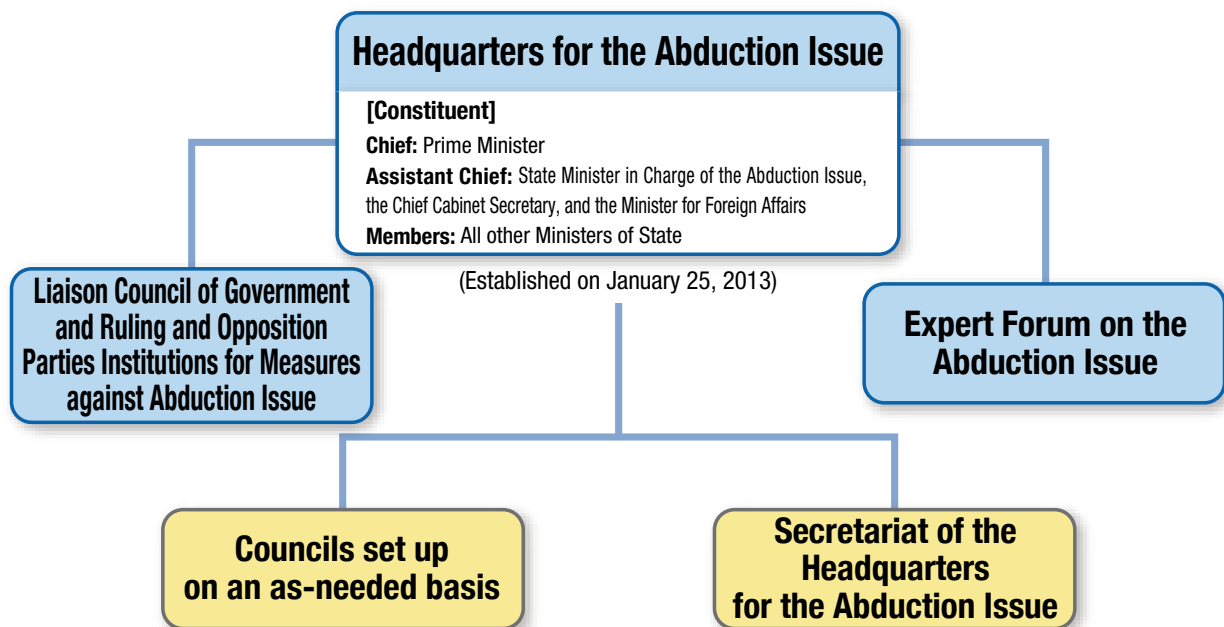 Headquarters for the Abduction Issue
[Constituent]
Chief: Prime Minister
Assistant Chief: State Minister in Charge of the Abduction Issue,
the Chief Cabinet Secretary, and the Minister for Foreign Affairs
Members: All other Ministers of State
(Established on January 25, 2013)
Liaison Council of Government
and Ruling and Opposition
Parties Institutions for Measures
against Abduction Issue
Expert Forum on the
Abduction Issue
Councils set up
on an as-needed basis
Secretariat of the
Headquarters
for the Abduction Issue